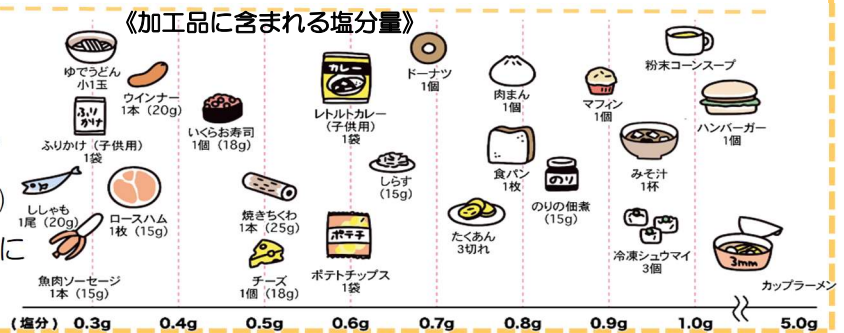 《加工品に含まれる塩分量》
ゆでうどん
小1玉
ウインナー
1本（20g）
ふりかけ
ふりかけ（子供用）
1袋
いくらお寿司
1個（18g）
カレー
レトルトカレー
（子供用）
1袋
ドーナツ
1個
肉まん
1個
マフィン
1個
粉末コーンスープ
ハンバーガー
1個
ししゃも
1尾（20g）
ロースハム
1枚（15g）
焼きちくわ
1本（25g）
しらす
（15g）
食パン
1枚
のり
のりの佃煮
（15g）
みそ汁
1杯
）
に
魚肉ソーセージ
1本（15g）
チーズ
1個（18g）
ポテチ
ポテトチップス
1袋
たくあん
3切れ
冷凍シュウマイ
3個
3mm
カップラーメン
（塩分） 0.3g 0.4g 0.5g 0.6g 0.7g 0.8g 0.9g 1.0g 5.0g